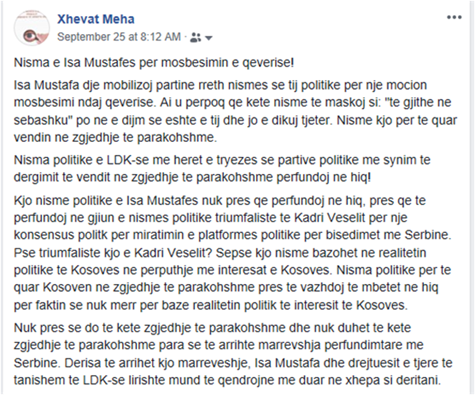 Xhevat Meha
September 25 at 8:12 AM
Nisma e Isa Mustafes per mosbesimin e qeverise!
Isa Mustafa dje mobilizoj partine rreth nismes se tij politike per nje mocion
mosbesimi ndaj qeverise. Ai u perpoq qe kete nisme te maskoj si: "te gjithe ne
sebashku" po ne e dijm se eshte e tij dhe jo e dikuj tjeter. Nisme kjo per te quar
vendin ne zgjedhje te parakohshme.
Nisma politike e LDK-se me heret e tryezes se partive politike me synim te
dergimit te vendit ne zgjedhje te parakohshme perfundoj ne hiq!
Kjo nisme politike e Isa Mustafes nuk pres qe perfundoj ne hiq, pres qe te
perfundoj ne gjiun e nismes politike triumfaliste te Kadri Veselit per nje
konsensus politk per miratimin e platformes politike per bisedimet me Serbine.
Pse triumfaliste kjo e Kadri Veselit? Sepse kjo nisme bazohet ne realitetin
politike te Kosoves ne perputhje me interesat e Kosoves. Nisma politike per te
quar Kosoven ne zgjedhje te parakohshme pres te vazhdoj te mbetet ne hiq
per faktin se nuk merr per baze realitetin politik te interesit te Kosoves.
Nuk pres se do te kete zgjedhje te parakohshme dhe nuk duhet te kete
zgjedhje te parakohshme para se te arrihte marrevshja perfundimtare me
Serbine. Derisa te arrihet kjo marreveshje, Isa Mustafa dhe drejtuesit e tjere te
tanishem te LDK-se lirishte mund te qendrojne me duar ne xhepa si deritani.